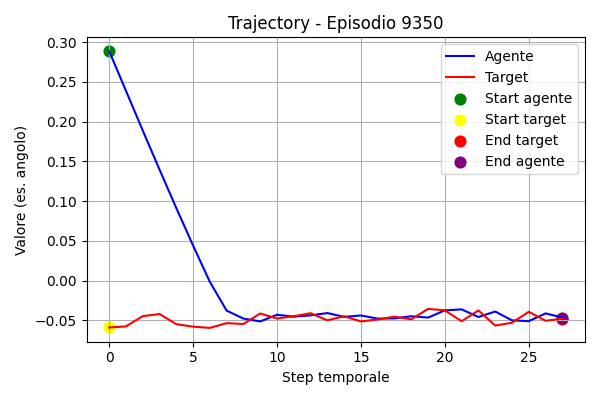 Trajectory - Episodio 9350
Valore (es. angolo)
0.30
0.25
0.20
0.15
0.10
0.05
0.00
−0.05
0
5
10
15
20
25
Step temporale
Agente
Target
Start agente
Start target
End target
End agente